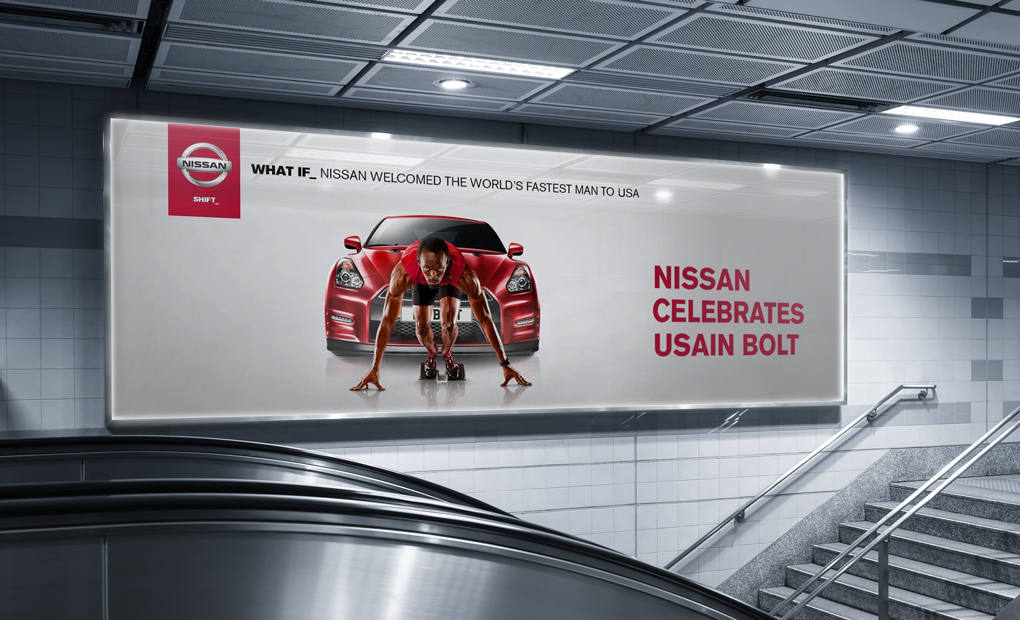 NISSAN
SHIFT_
WHAT IF_ NISSAN WELCOMED THE WORLD'S FASTEST MAN TO USA
NISSAN
CELEBRATES
USAIN BOLT